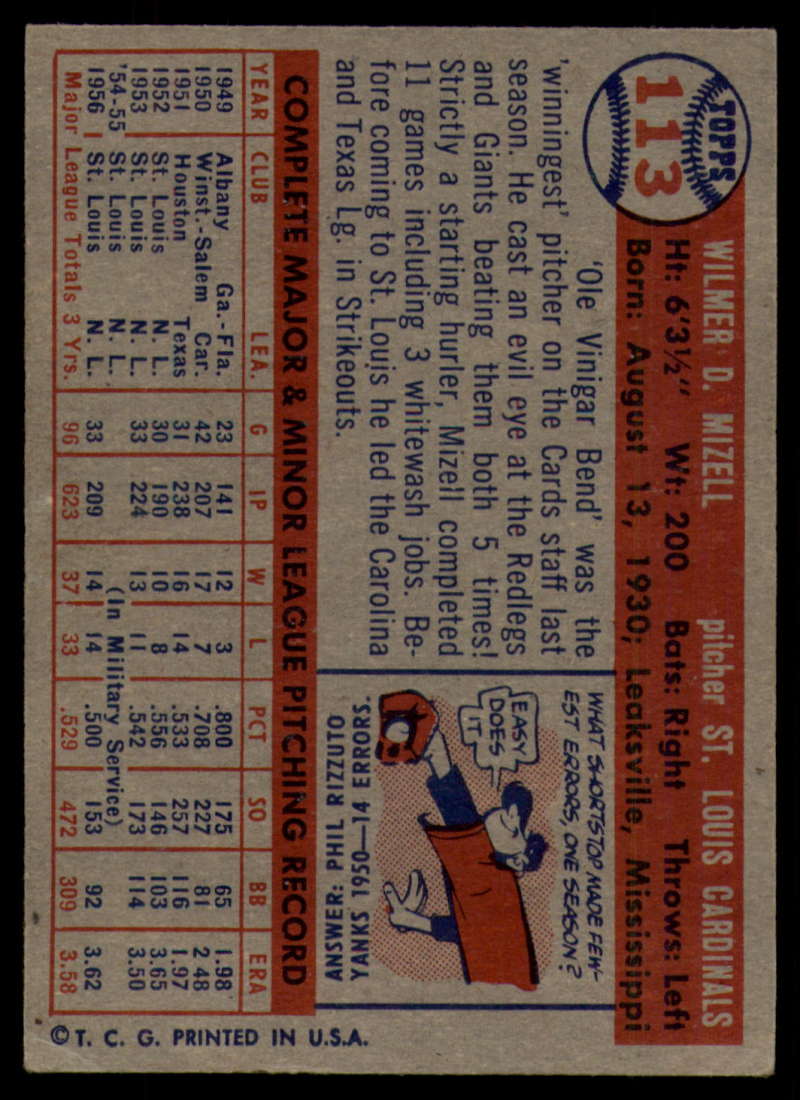 TOPPS
113
WILMER D. MIZELL pitcher ST. LOUIS CARDINALS
Ht: 6'3½" Wt: 200 Bats: Right Throws: Left
Born: August 13, 1930; Leaksville, Mississippi
'Ole Vinigar Bend' was the
'winningest' pitcher on the Cards staff last
season. He cast an evil eye at the Redlegs
and Giants beating them both 5 times!
Strictly a starting hurler, Mizell completed
11 games including 3 whitewash jobs. Be-
fore coming to St. Louis he led the Carolina
and Texas Lg. in Strikeouts.
WHAT SHORTSTOP MADE FEW-
EST ERRORS, ONE SEASON?
EASY
DOES
IT
ANSWER: PHIL RIZZUTO
YANKS 1950—14 ERRORS.
COMPLETE MAJOR & MINOR LEAGUE PITCHING RECORD
YEAR CLUB LEA. G IP W L PCT SO BB ERA
1949 Albany Ga.-Fla. 23 141 12 3 .800 175 65 1.98
1950 Winst.-Salem Car. 42 207 17 7 .708 227 81 2.48
1951 Houston Texas 31 238 16 14 .533 257 116 1.97
1952 St. Louis N. L. 30 190 10 8 .556 146 103 3.65
1953 St. Louis N. L. 33 224 13 11 .542 173 114 3.50
'54-55 St. Louis N. L. (In Military Service)
1956 St. Louis N. L. 33 209 14 14 .500 153 92 3.62
Major League Totals 3 Yrs. 96 623 37 33 .529 472 309 3.58
© T. C. G. PRINTED IN U.S.A.